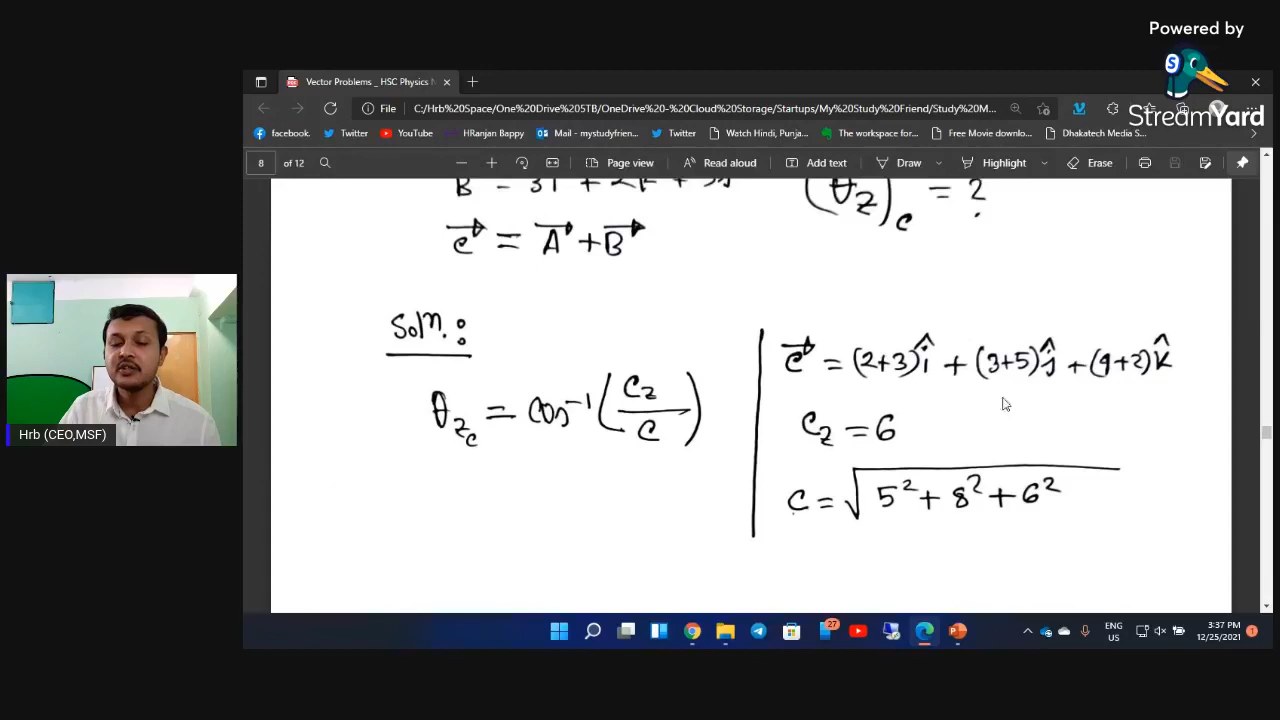 Powered by
StreamYard
Vector Problems _ HSC Physics
File C:/Hrb%20Space/One%20Drive%205TB/OneDrive%20-%20Cloud%20Storage/Startups/My%20Study%20Friend/Study%20M...
facebook. Twitter YouTube HRanjan Bappy Mail - mystudyfrien... Twitter Watch Hindi, Punja... The workspace for... Free Movie downlo... Dhakatech Media S...
8 of 12 Page view Read aloud Add text Draw Highlight Erase
(θz)c = ?
C = A + B
Soln. :
C = (2+3)î + (3+5)ĵ + (4+2)k̂
θzc = cos⁻¹ (Cz/C)
Cz = 6
C = √5² + 8² + 6²
Hrb (CEO,MSF)
27
ENG
US
3:37 PM
12/25/2021
1